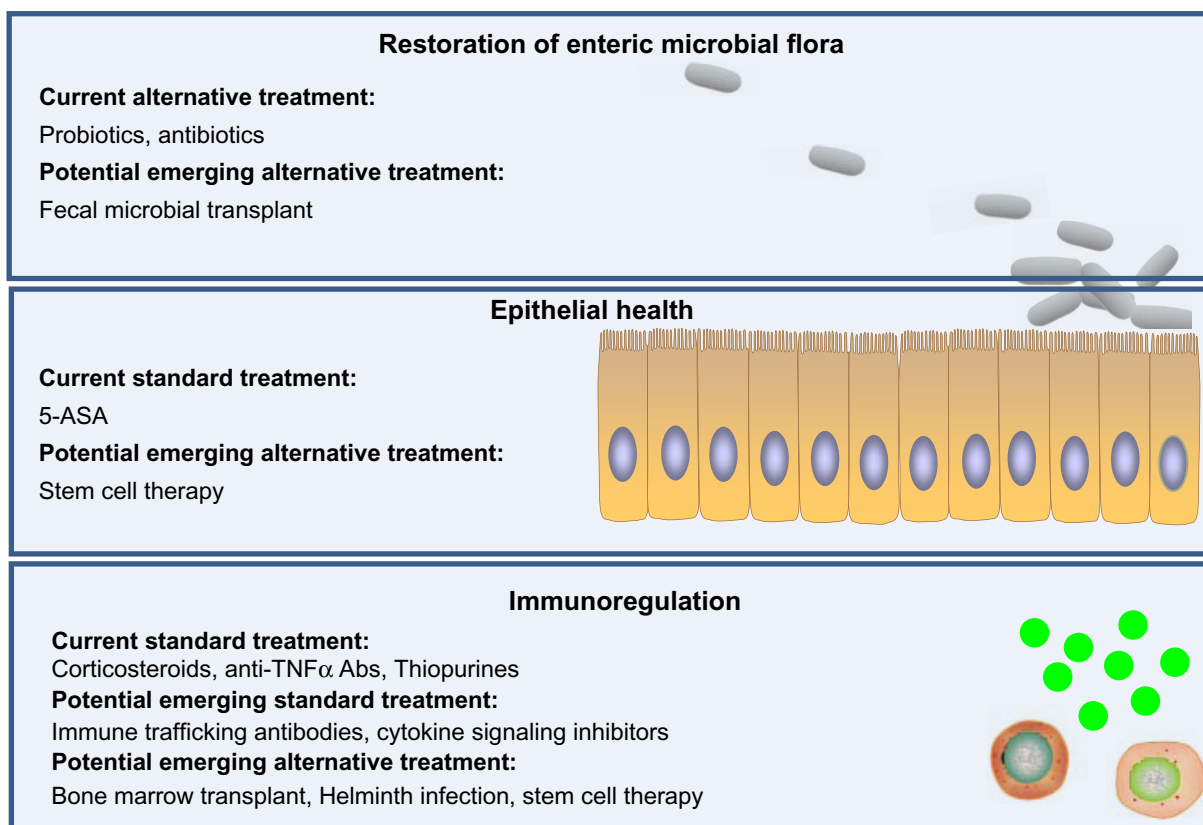 Restoration of enteric microbial flora
Current alternative treatment:
Probiotics, antibiotics
Potential emerging alternative treatment:
Fecal microbial transplant
Epithelial health
Current standard treatment:
5-ASA
Potential emerging alternative treatment:
Stem cell therapy
Immunoregulation
Current standard treatment:
Corticosteroids, anti-TNFα Abs, Thiopurines
Potential emerging standard treatment:
Immune trafficking antibodies, cytokine signaling inhibitors
Potential emerging alternative treatment:
Bone marrow transplant, Helminth infection, stem cell therapy